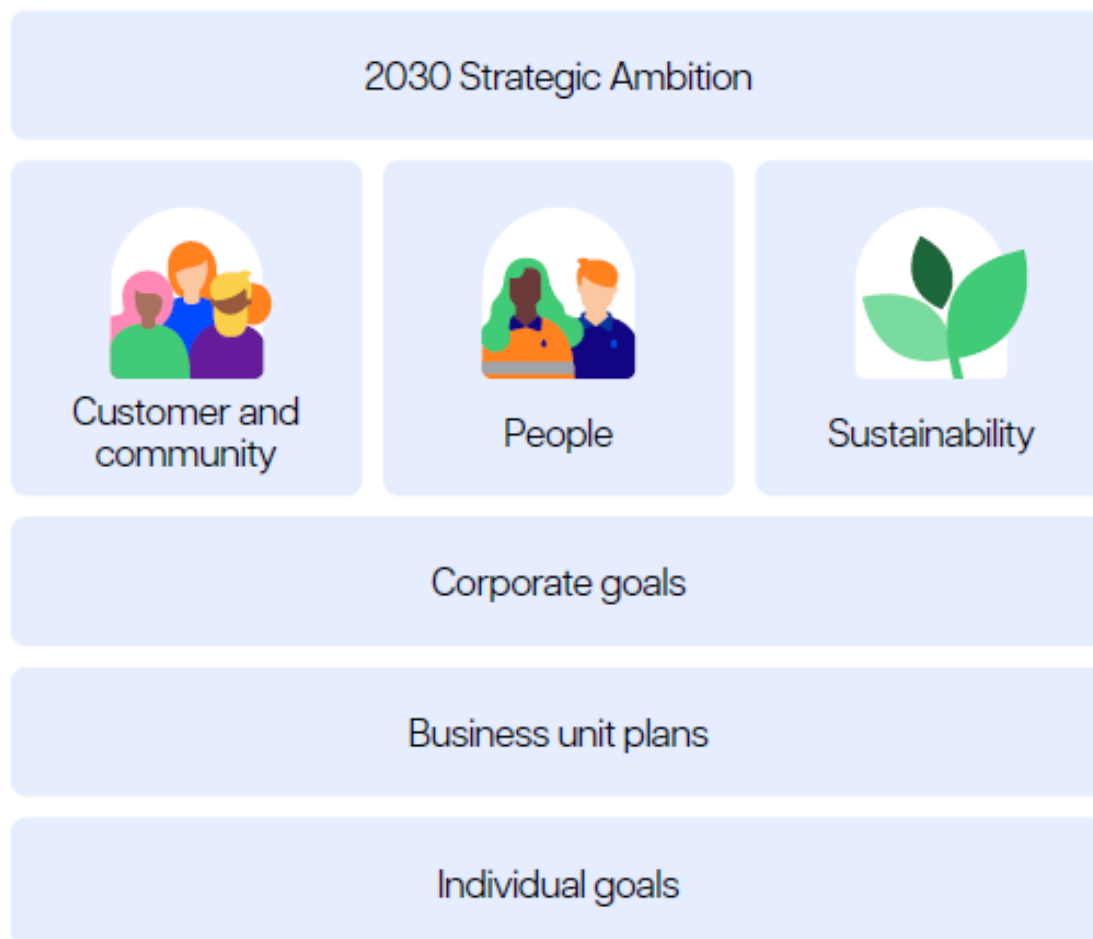 2030 Strategic Ambition
Customer and
community
People
Sustainability
Corporate goals
Business unit plans
Individual goals